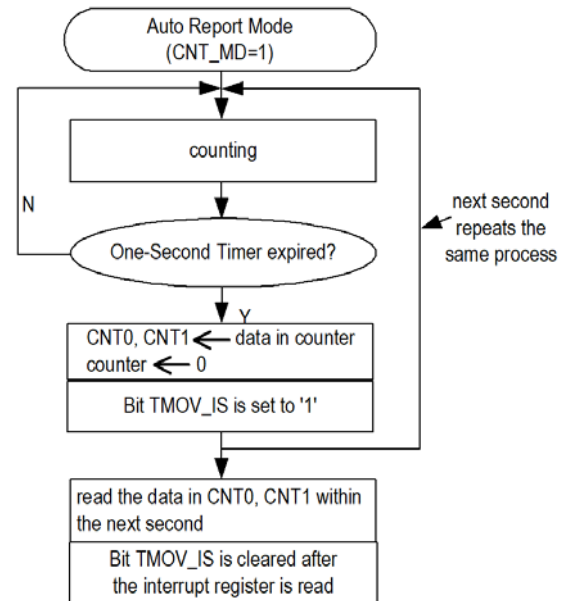 Auto Report Mode
(CNT_MD=1)
counting
N
next second
repeats the
same process
One-Second Timer expired?
Y
CNT0, CNT1 ← data in counter
counter ← 0
Bit TMOV_IS is set to '1'
read the data in CNT0, CNT1 within
the next second
Bit TMOV_IS is cleared after
the interrupt register is read